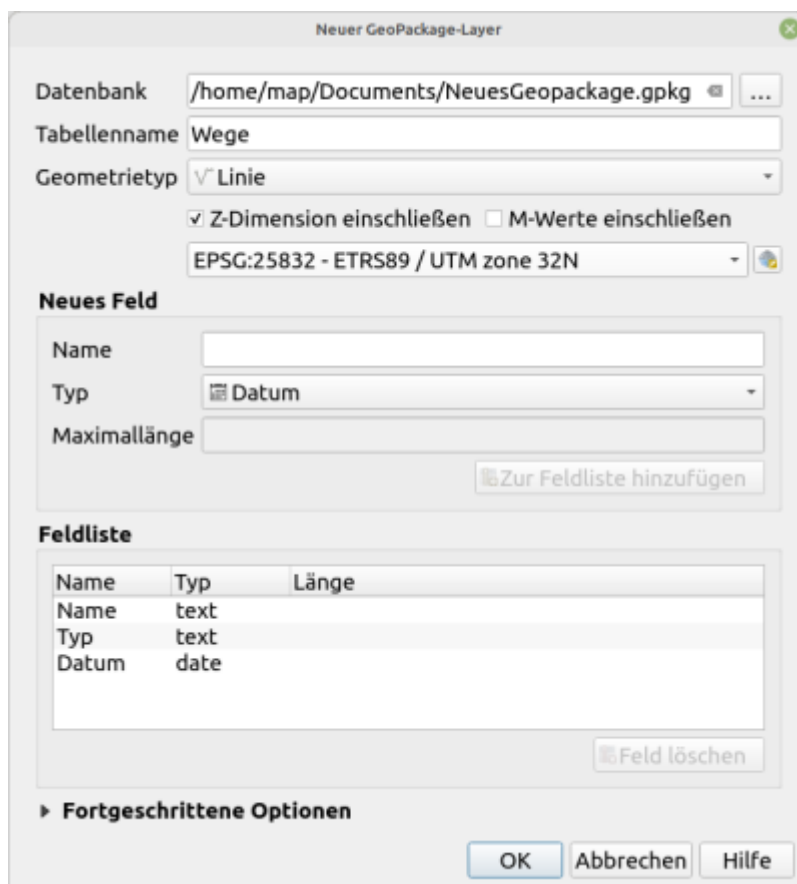 Neuer GeoPackage-Layer
Datenbank /home/map/Documents/NeuesGeopackage.gpkg ...
Tabellenname Wege
Geometrietyp Linie
Z-Dimension einschließen M-Werte einschließen
EPSG:25832 - ETRS89 / UTM zone 32N
Neues Feld
Name
Typ Datum
Maximallänge
Zur Feldliste hinzufügen
Feldliste
Name Typ Länge
Name text
Typ text
Datum date
Feld löschen
Fortgeschrittene Optionen
OK Abbrechen Hilfe